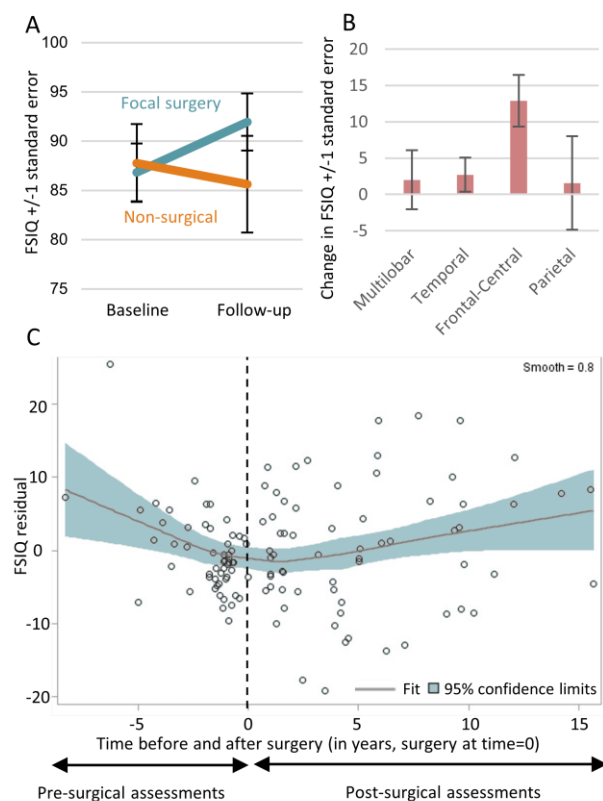 A
FSIQ +/-1 standard error
100
95
90
85
80
75
Focal surgery
Non-surgical
Baseline
Follow-up
B
Change in FSIQ +/-1 standard error
20
15
10
5
0
-5
Multilobar
Temporal
Frontal-Central
Parietal
C
Smooth = 0.8
FSIQ residual
20
10
0
-10
-20
Fit
95% confidence limits
-5
0
5
10
15
Time before and after surgery (in years, surgery at time=0)
Pre-surgical assessments
Post-surgical assessments